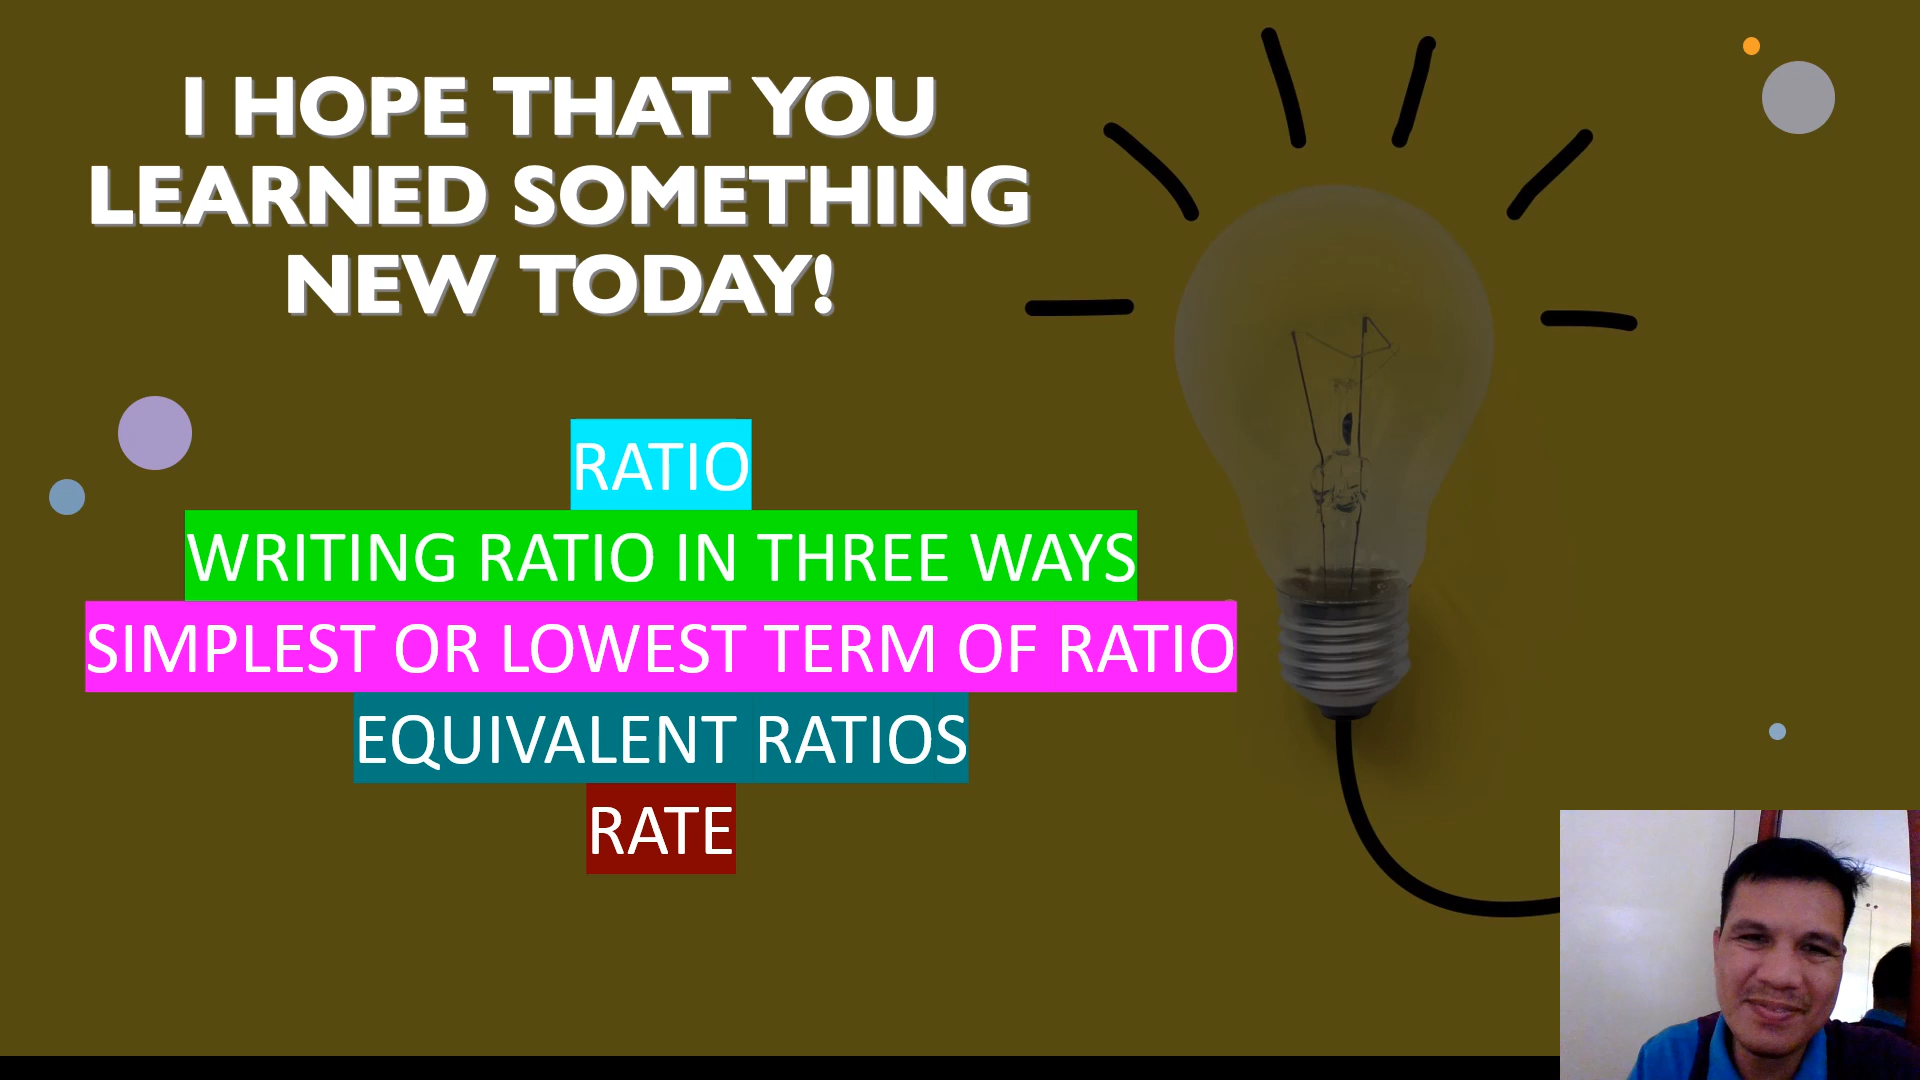 I HOPE THAT YOU
LEARNED SOMETHING
NEW TODAY!
RATIO
WRITING RATIO IN THREE WAYS
SIMPLEST OR LOWEST TERM OF RATIO
EQUIVALENT RATIOS
RATE